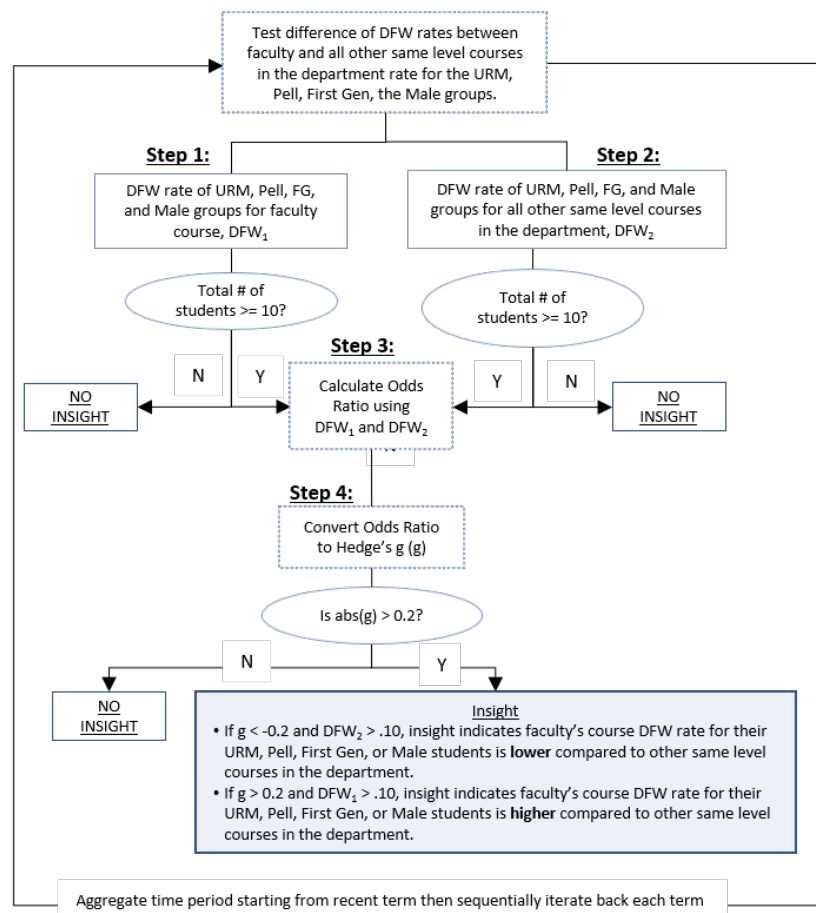 Test difference of DFW rates between
faculty and all other same level courses
in the department rate for the URM,
Pell, First Gen, the Male groups.
Step 1:
DFW rate of URM, Pell, FG,
and Male groups for faculty
course, DFW₁
Step 2:
DFW rate of URM, Pell, FG, and Male
groups for all other same level courses
in the department, DFW₂
Total # of
students >= 10?
Total # of
students >= 10?
N
Y
Step 3:
Y
N
NO
INSIGHT
Calculate Odds
Ratio using
DFW₁ and DFW₂
NO
INSIGHT
Step 4:
Convert Odds Ratio
to Hedge's g (g)
Is abs(g) > 0.2?
N
Y
NO
INSIGHT
Insight
• If g < -0.2 and DFW₂ > .10, insight indicates faculty's course DFW rate for their
URM, Pell, First Gen, or Male students is lower compared to other same level
courses in the department.
• If g > 0.2 and DFW₁ > .10, insight indicates faculty's course DFW rate for their
URM, Pell, First Gen, or Male students is higher compared to other same level
courses in the department.
Aggregate time period starting from recent term then sequentially iterate back each term